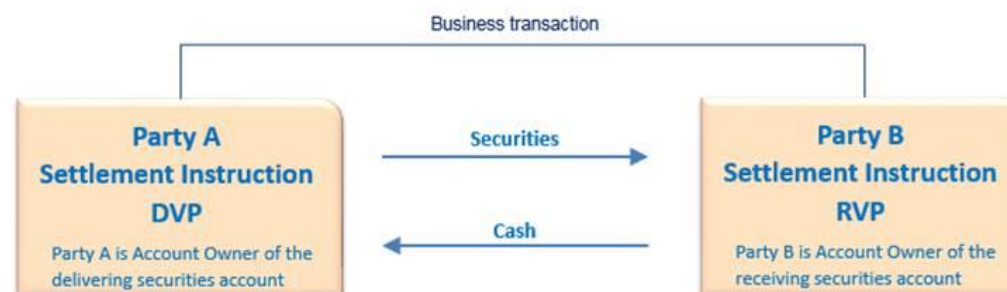 Business transaction
Party A
Settlement Instruction
DVP
Party A is Account Owner of the
delivering securities account
Securities
Cash
Party B
Settlement Instruction
RVP
Party B is Account Owner of the
receiving securities account